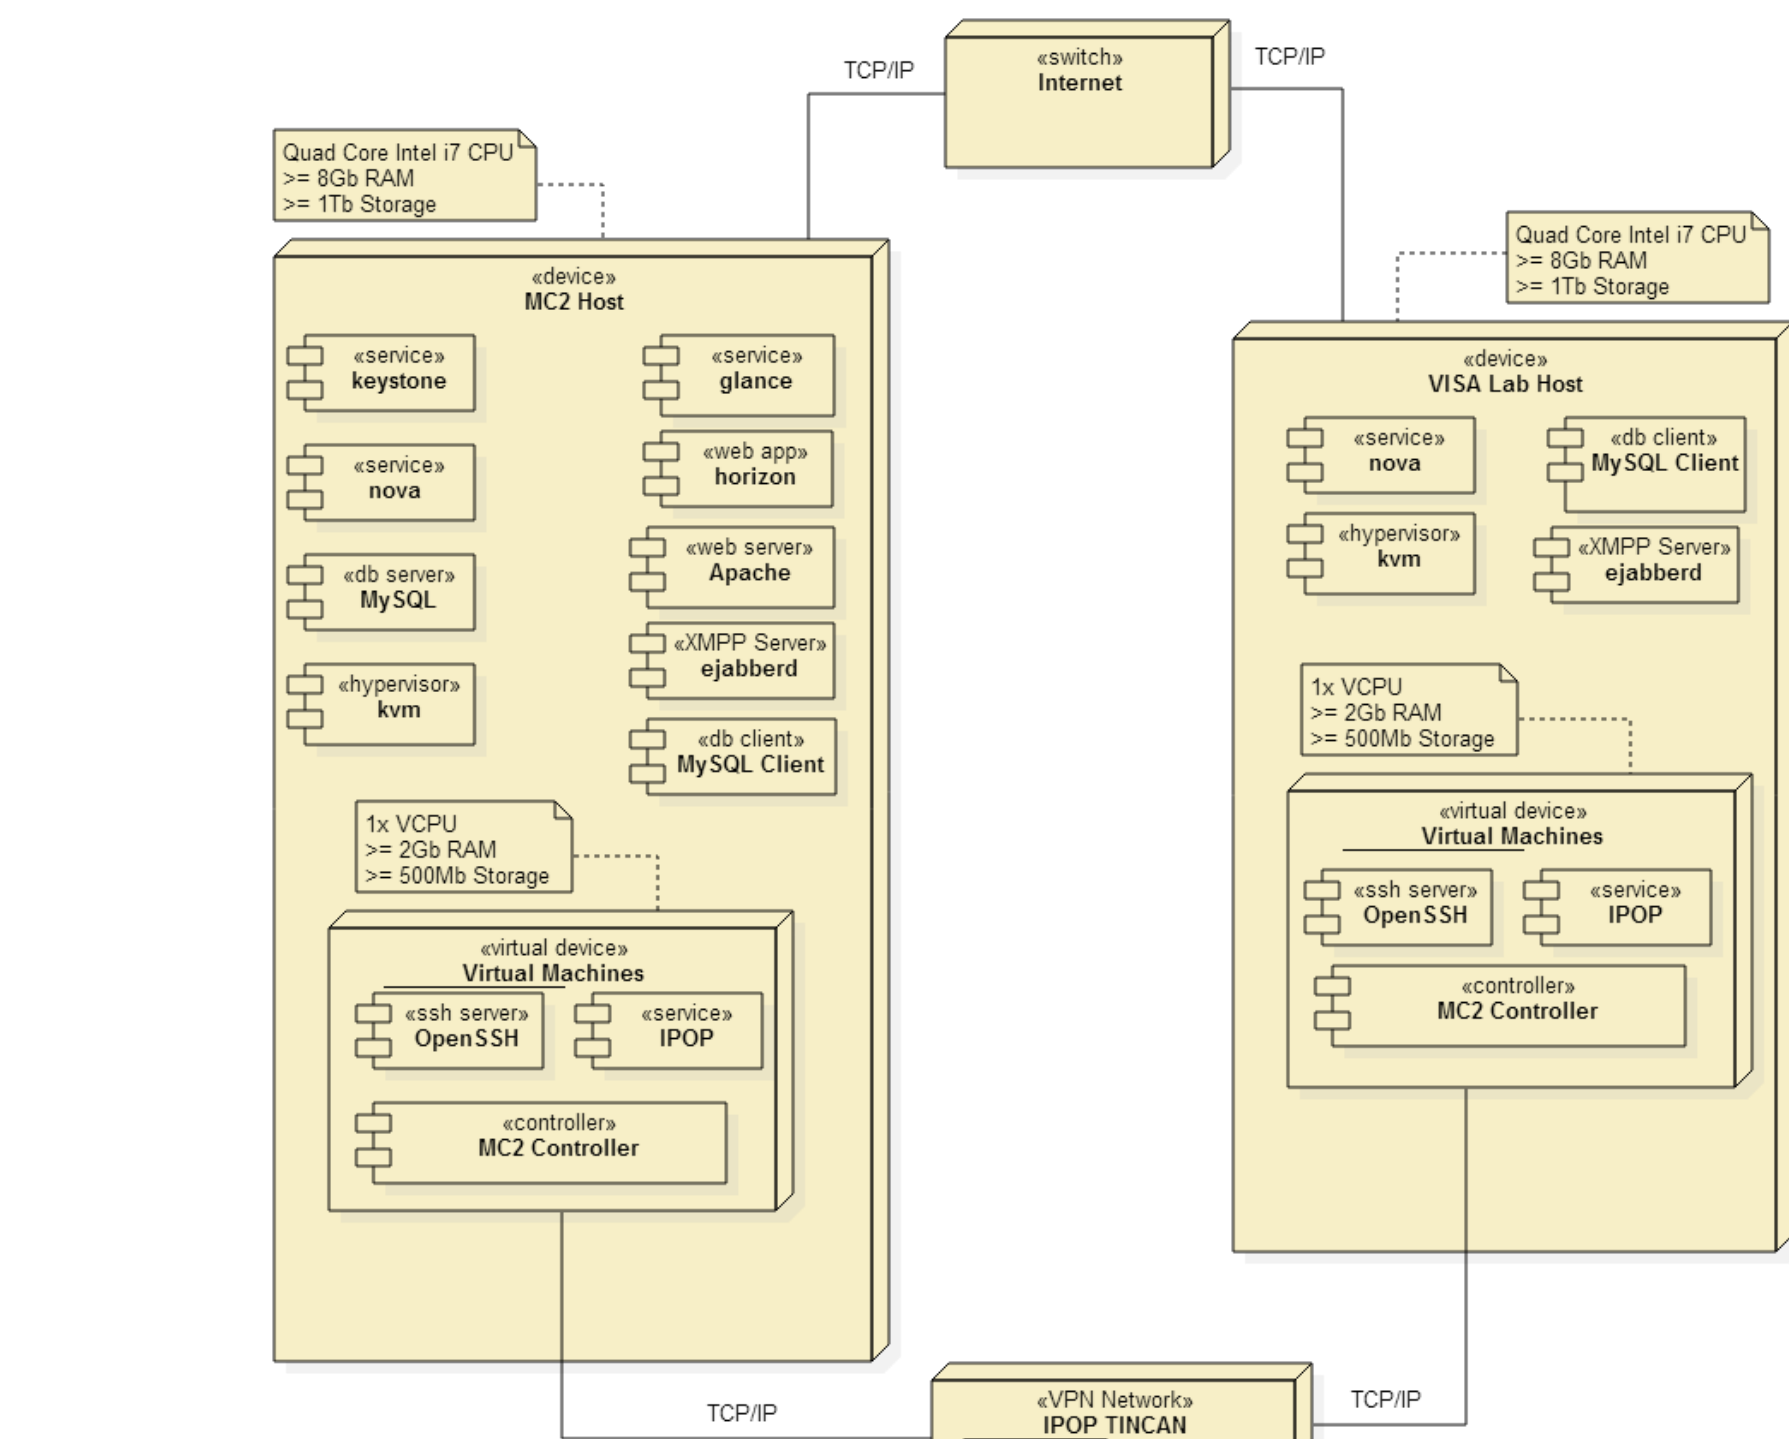 TCP/IP
«switch»
Internet
TCP/IP
Quad Core Intel i7 CPU
>= 8Gb RAM
>= 1Tb Storage
Quad Core Intel i7 CPU
>= 8Gb RAM
>= 1Tb Storage
«device»
MC2 Host
«service»
keystone
«service»
glance
«service»
nova
«web app»
horizon
«db server»
MySQL
«web server»
Apache
«hypervisor»
kvm
«XMPP Server»
ejabberd
«db client»
MySQL Client
1x VCPU
>= 2Gb RAM
>= 500Mb Storage
«virtual device»
Virtual Machines
«ssh server»
OpenSSH
«service»
IPOP
«controller»
MC2 Controller
«device»
VISA Lab Host
«service»
nova
«db client»
MySQL Client
«hypervisor»
kvm
«XMPP Server»
ejabberd
1x VCPU
>= 2Gb RAM
>= 500Mb Storage
«virtual device»
Virtual Machines
«ssh server»
OpenSSH
«service»
IPOP
«controller»
MC2 Controller
TCP/IP
«VPN Network»
IPOP TINCAN
TCP/IP